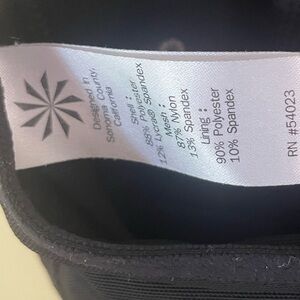 Designed in
Sonoma County,
California
Shell :
88% Polyester
12% Lycra® Spandex
Mesh :
87% Nylon
13% Spandex
Lining :
90% Polyester
10% Spandex
RN #54023